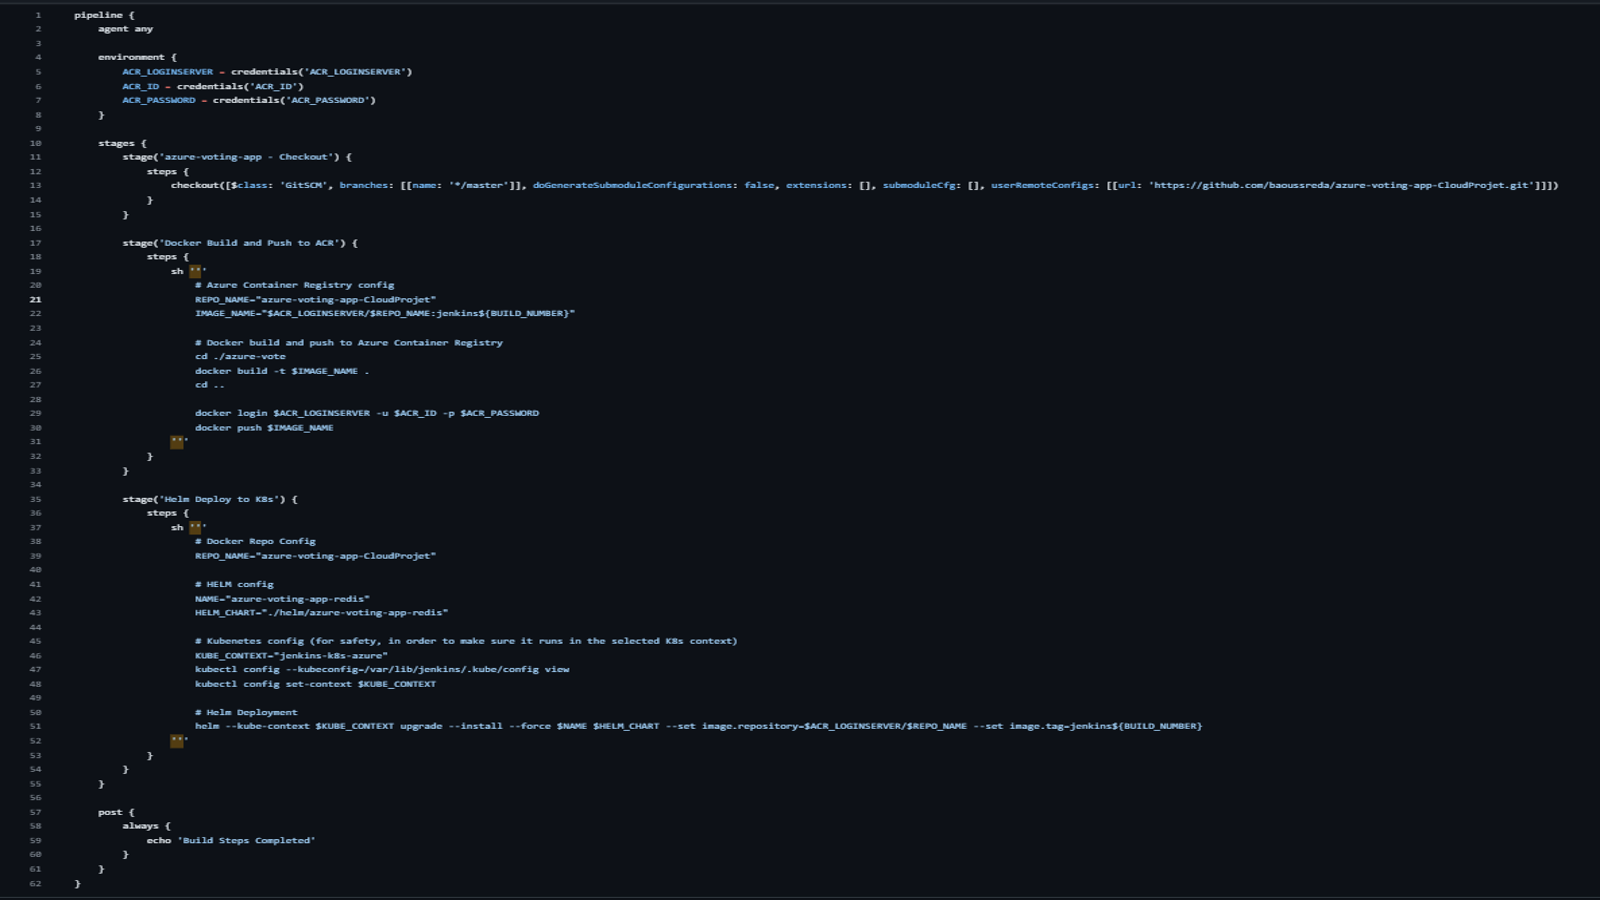 1 pipeline {
2 agent any
3
4 environment {
5 ACR_LOGINSERVER = credentials('ACR_LOGINSERVER')
6 ACR_ID = credentials('ACR_ID')
7 ACR_PASSWORD = credentials('ACR_PASSWORD')
8 }
9
10 stages {
11 stage('azure-voting-app - Checkout') {
12 steps {
13 checkout([$class: 'GitSCM', branches: [[name: '*/master']], doGenerateSubmoduleConfigurations: false, extensions: [], submoduleCfg: [], userRemoteConfigs: [[url: 'https://github.com/baoussreda/azure-voting-app-CloudProjet.git']]])
14 }
15 }
16
17 stage('Docker Build and Push to ACR') {
18 steps {
19 sh '''
20 # Azure Container Registry config
21 REPO_NAME="azure-voting-app-CloudProjet"
22 IMAGE_NAME="$ACR_LOGINSERVER/$REPO_NAME:jenkins${BUILD_NUMBER}"
23
24 # Docker build and push to Azure Container Registry
25 cd ./azure-vote
26 docker build -t $IMAGE_NAME .
27 cd ..
28
29 docker login $ACR_LOGINSERVER -u $ACR_ID -p $ACR_PASSWORD
30 docker push $IMAGE_NAME
31 '''
32 }
33 }
34
35 stage('Helm Deploy to K8s') {
36 steps {
37 sh '''
38 # Docker Repo Config
39 REPO_NAME="azure-voting-app-CloudProjet"
40
41 # HELM config
42 NAME="azure-voting-app-redis"
43 HELM_CHART="./helm/azure-voting-app-redis"
44
45 # Kubenetes config (for safety, in order to make sure it runs in the selected K8s context)
46 KUBE_CONTEXT="jenkins-k8s-azure"
47 kubectl config --kubeconfig=/var/lib/jenkins/.kube/config view
48 kubectl config set-context $KUBE_CONTEXT
49
50 # Helm Deployment
51 helm --kube-context $KUBE_CONTEXT upgrade --install --force $NAME $HELM_CHART --set image.repository=$ACR_LOGINSERVER/$REPO_NAME --set image.tag=jenkins${BUILD_NUMBER}
52 '''
53 }
54 }
55 }
56
57 post {
58 always {
59 echo 'Build Steps Completed'
60 }
61 }
62 }